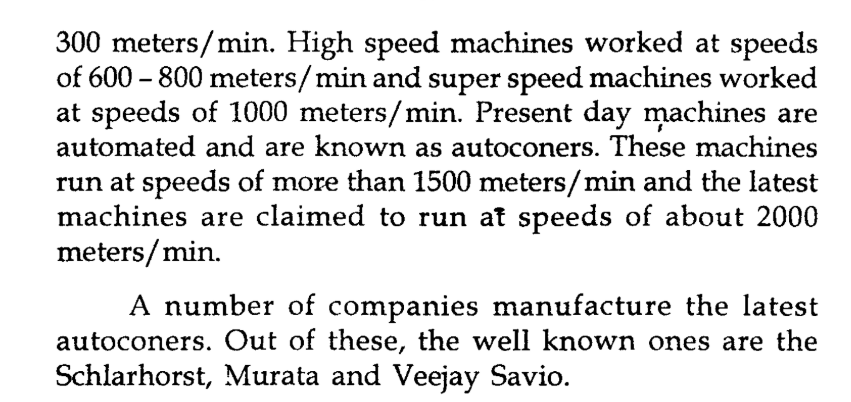 300 meters/min. High speed machines worked at speeds
of 600 – 800 meters/min and super speed machines worked
at speeds of 1000 meters/min. Present day machines are
automated and are known as autoconers. These machines
run at speeds of more than 1500 meters/min and the latest
machines are claimed to run at speeds of about 2000
meters/min.
A number of companies manufacture the latest
autoconers. Out of these, the well known ones are the
Schlarhorst, Murata and Veejay Savio.